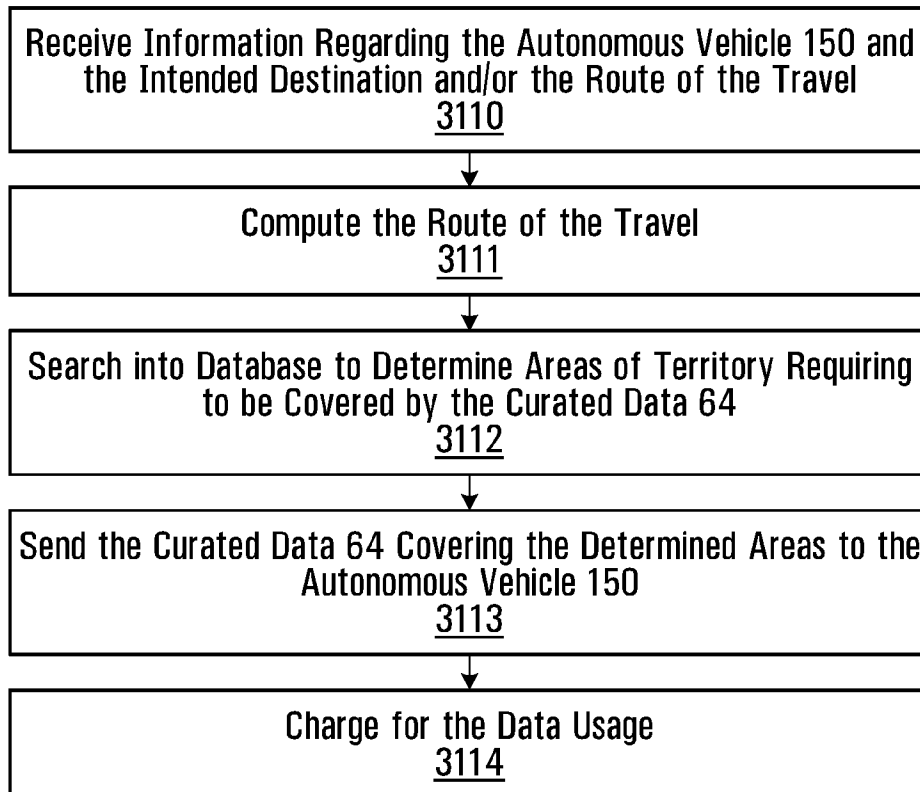 Receive Information Regarding the Autonomous Vehicle 150 and
the Intended Destination and/or the Route of the Travel
3110
Compute the Route of the Travel
3111
Search into Database to Determine Areas of Territory Requiring
to be Covered by the Curated Data 64
3112
Send the Curated Data 64 Covering the Determined Areas to the
Autonomous Vehicle 150
3113
Charge for the Data Usage
3114